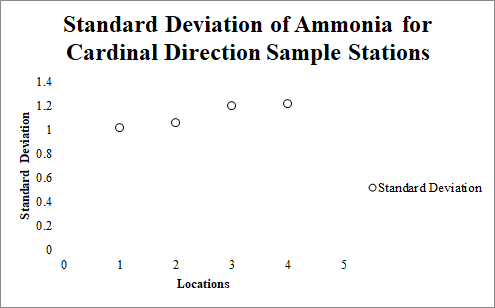 Standard Deviation of Ammonia for
Cardinal Direction Sample Stations
1.4
1.2
1
0.8
0.6
0.4
0.2
0
Standard Deviation
0 1 2 3 4 5
Locations
Standard Deviation